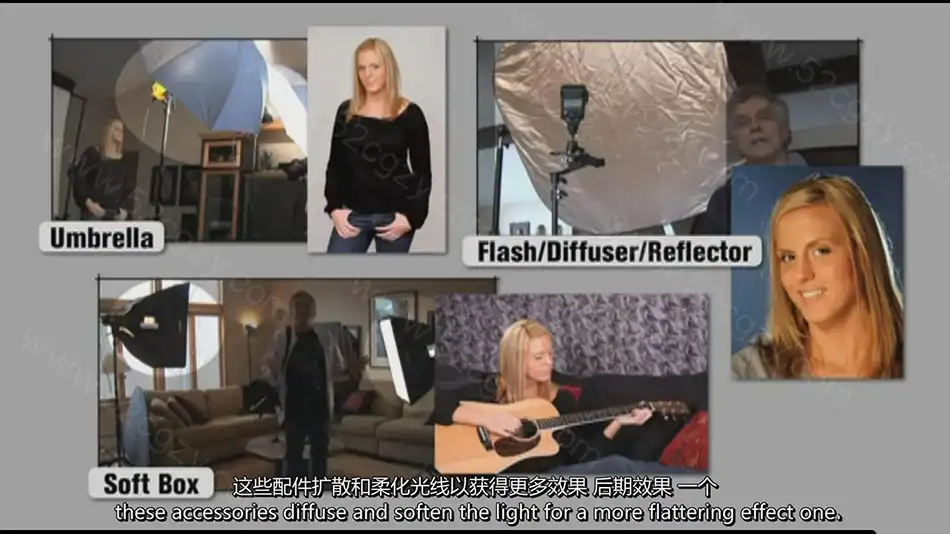 Umbrella
Flash/Diffuser/Reflector
Soft Box
这些配件扩散和柔化光线以获得更多效果 后期效果 一个
these accessories diffuse and soften the light for a more flattering effect one.